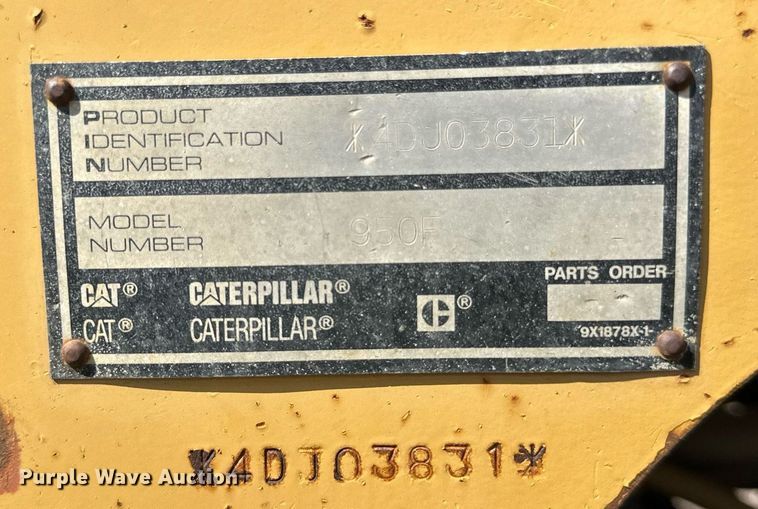 PRODUCT
IDENTIFICATION *4DJ03831*
NUMBER
MODEL
NUMBER 950F
PARTS ORDER
CAT® CATERPILLAR®
CAT® CATERPILLAR® C®
9X1878X-1-
*4DJ03831*
Purple Wave Auction